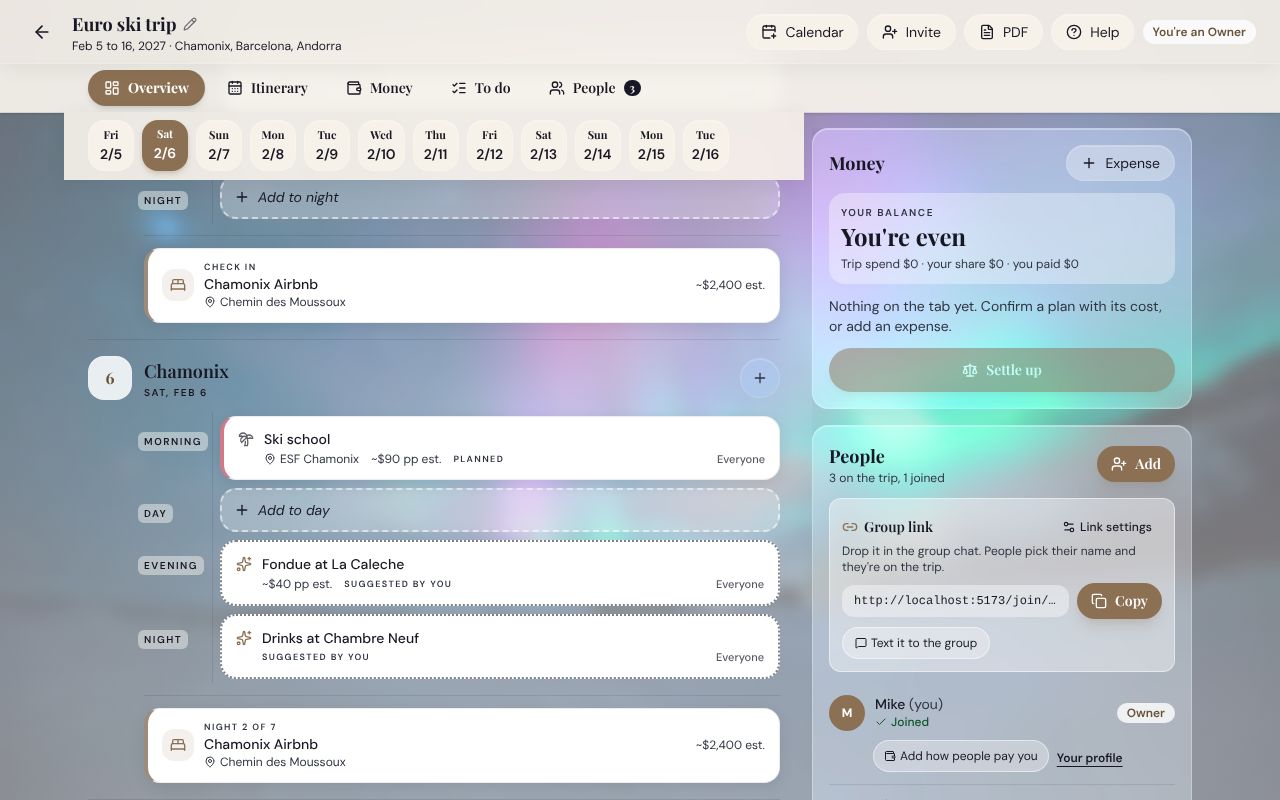 Euro ski trip
Feb 5 to 16, 2027 · Chamonix, Barcelona, Andorra
Calendar
Invite
PDF
Help
You're an Owner
Overview
Itinerary
Money
To do
People 3
Fri 2/5
Sat 2/6
Sun 2/7
Mon 2/8
Tue 2/9
Wed 2/10
Thu 2/11
Fri 2/12
Sat 2/13
Sun 2/14
Mon 2/15
Tue 2/16
NIGHT
+ Add to night
CHECK IN
Chamonix Airbnb
~$2,400 est.
Chemin des Moussoux
6
Chamonix
SAT, FEB 6
MORNING
Ski school
ESF Chamonix ~$90 pp est. PLANNED
Everyone
DAY
+ Add to day
EVENING
Fondue at La Caleche
~$40 pp est. SUGGESTED BY YOU
Everyone
NIGHT
Drinks at Chambre Neuf
SUGGESTED BY YOU
Everyone
NIGHT 2 OF 7
Chamonix Airbnb
~$2,400 est.
Chemin des Moussoux
Money
+ Expense
YOUR BALANCE
You're even
Trip spend $0 · your share $0 · you paid $0
Nothing on the tab yet. Confirm a plan with its cost,
or add an expense.
Settle up
People
3 on the trip, 1 joined
Add
Group link
Link settings
Drop it in the group chat. People pick their name and
they're on the trip.
http://localhost:5173/join/…
Copy
Text it to the group
M
Mike (you)
Joined
Owner
Add how people pay you
Your profile